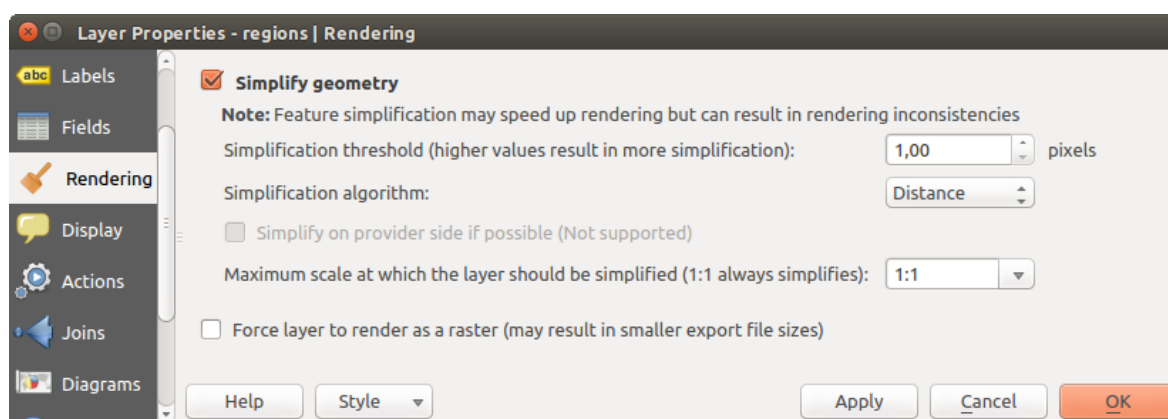 Layer Properties - regions | Rendering
abc Labels
Fields
Rendering
Display
Actions
Joins
Diagrams
Simplify geometry
Note: Feature simplification may speed up rendering but can result in rendering inconsistencies
Simplification threshold (higher values result in more simplification): 1,00 pixels
Simplification algorithm: Distance
Simplify on provider side if possible (Not supported)
Maximum scale at which the layer should be simplified (1:1 always simplifies): 1:1
Force layer to render as a raster (may result in smaller export file sizes)
Help Style Apply Cancel OK